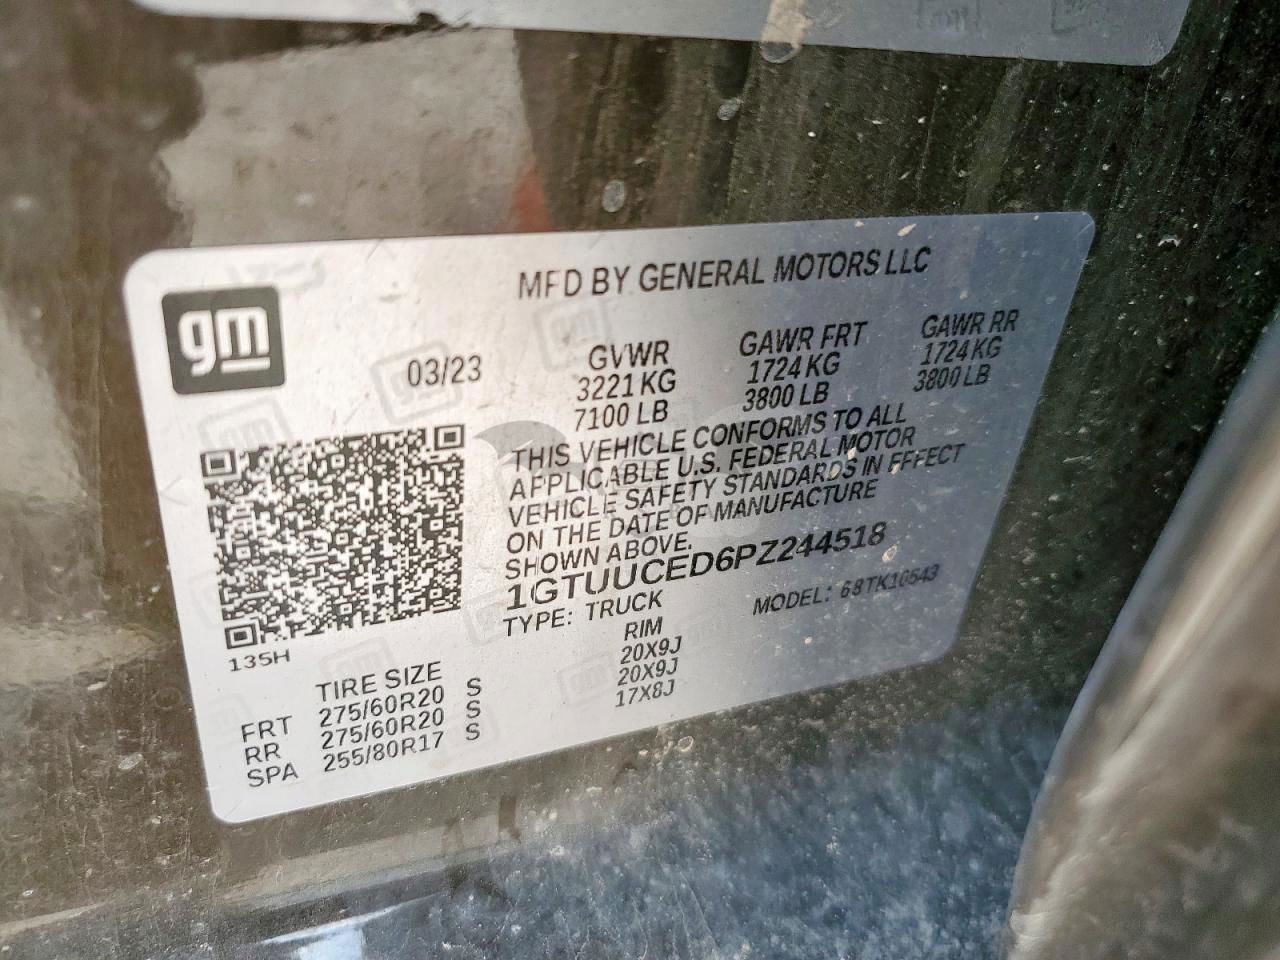 gm
MFD BY GENERAL MOTORS LLC
03/23
GVWR GAWR FRT GAWR RR
3221 KG 1724 KG 1724 KG
7100 LB 3800 LB 3800 LB
THIS VEHICLE CONFORMS TO ALL
APPLICABLE U.S. FEDERAL MOTOR
VEHICLE SAFETY STANDARDS IN EFFECT
ON THE DATE OF MANUFACTURE
SHOWN ABOVE.
1GTUUCED6PZ244518
TYPE: TRUCK MODEL: 68TK10543
135H
TIRE SIZE RIM
FRT 275/60R20 S 20X9J
RR 275/60R20 S 20X9J
SPA 255/80R17 S 17X8J